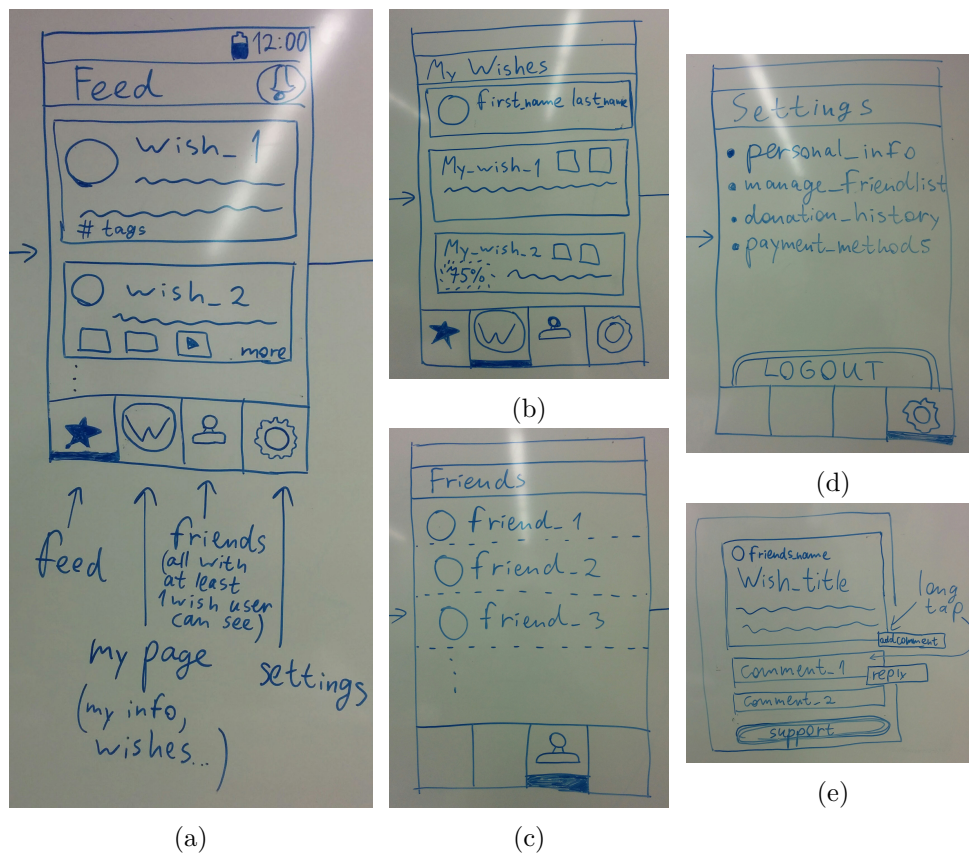 12:00
Feed
wish_1
# tags
wish_2
more
W
feed
friends
(all with
at least
1 wish user
can see)
my page
(my info,
wishes...)
settings
(a)
My Wishes
first_name last_name
My_wish_1
My_wish_2
75%
W
(b)
Friends
friend_1
friend_2
friend_3
(c)
Settings
• personal_info
• manage_friendlist
• donation_history
• payment_methods
LOGOUT
(d)
friends_name
Wish_title
long
tap
add comment
comment_1
reply
comment_2
support
(e)